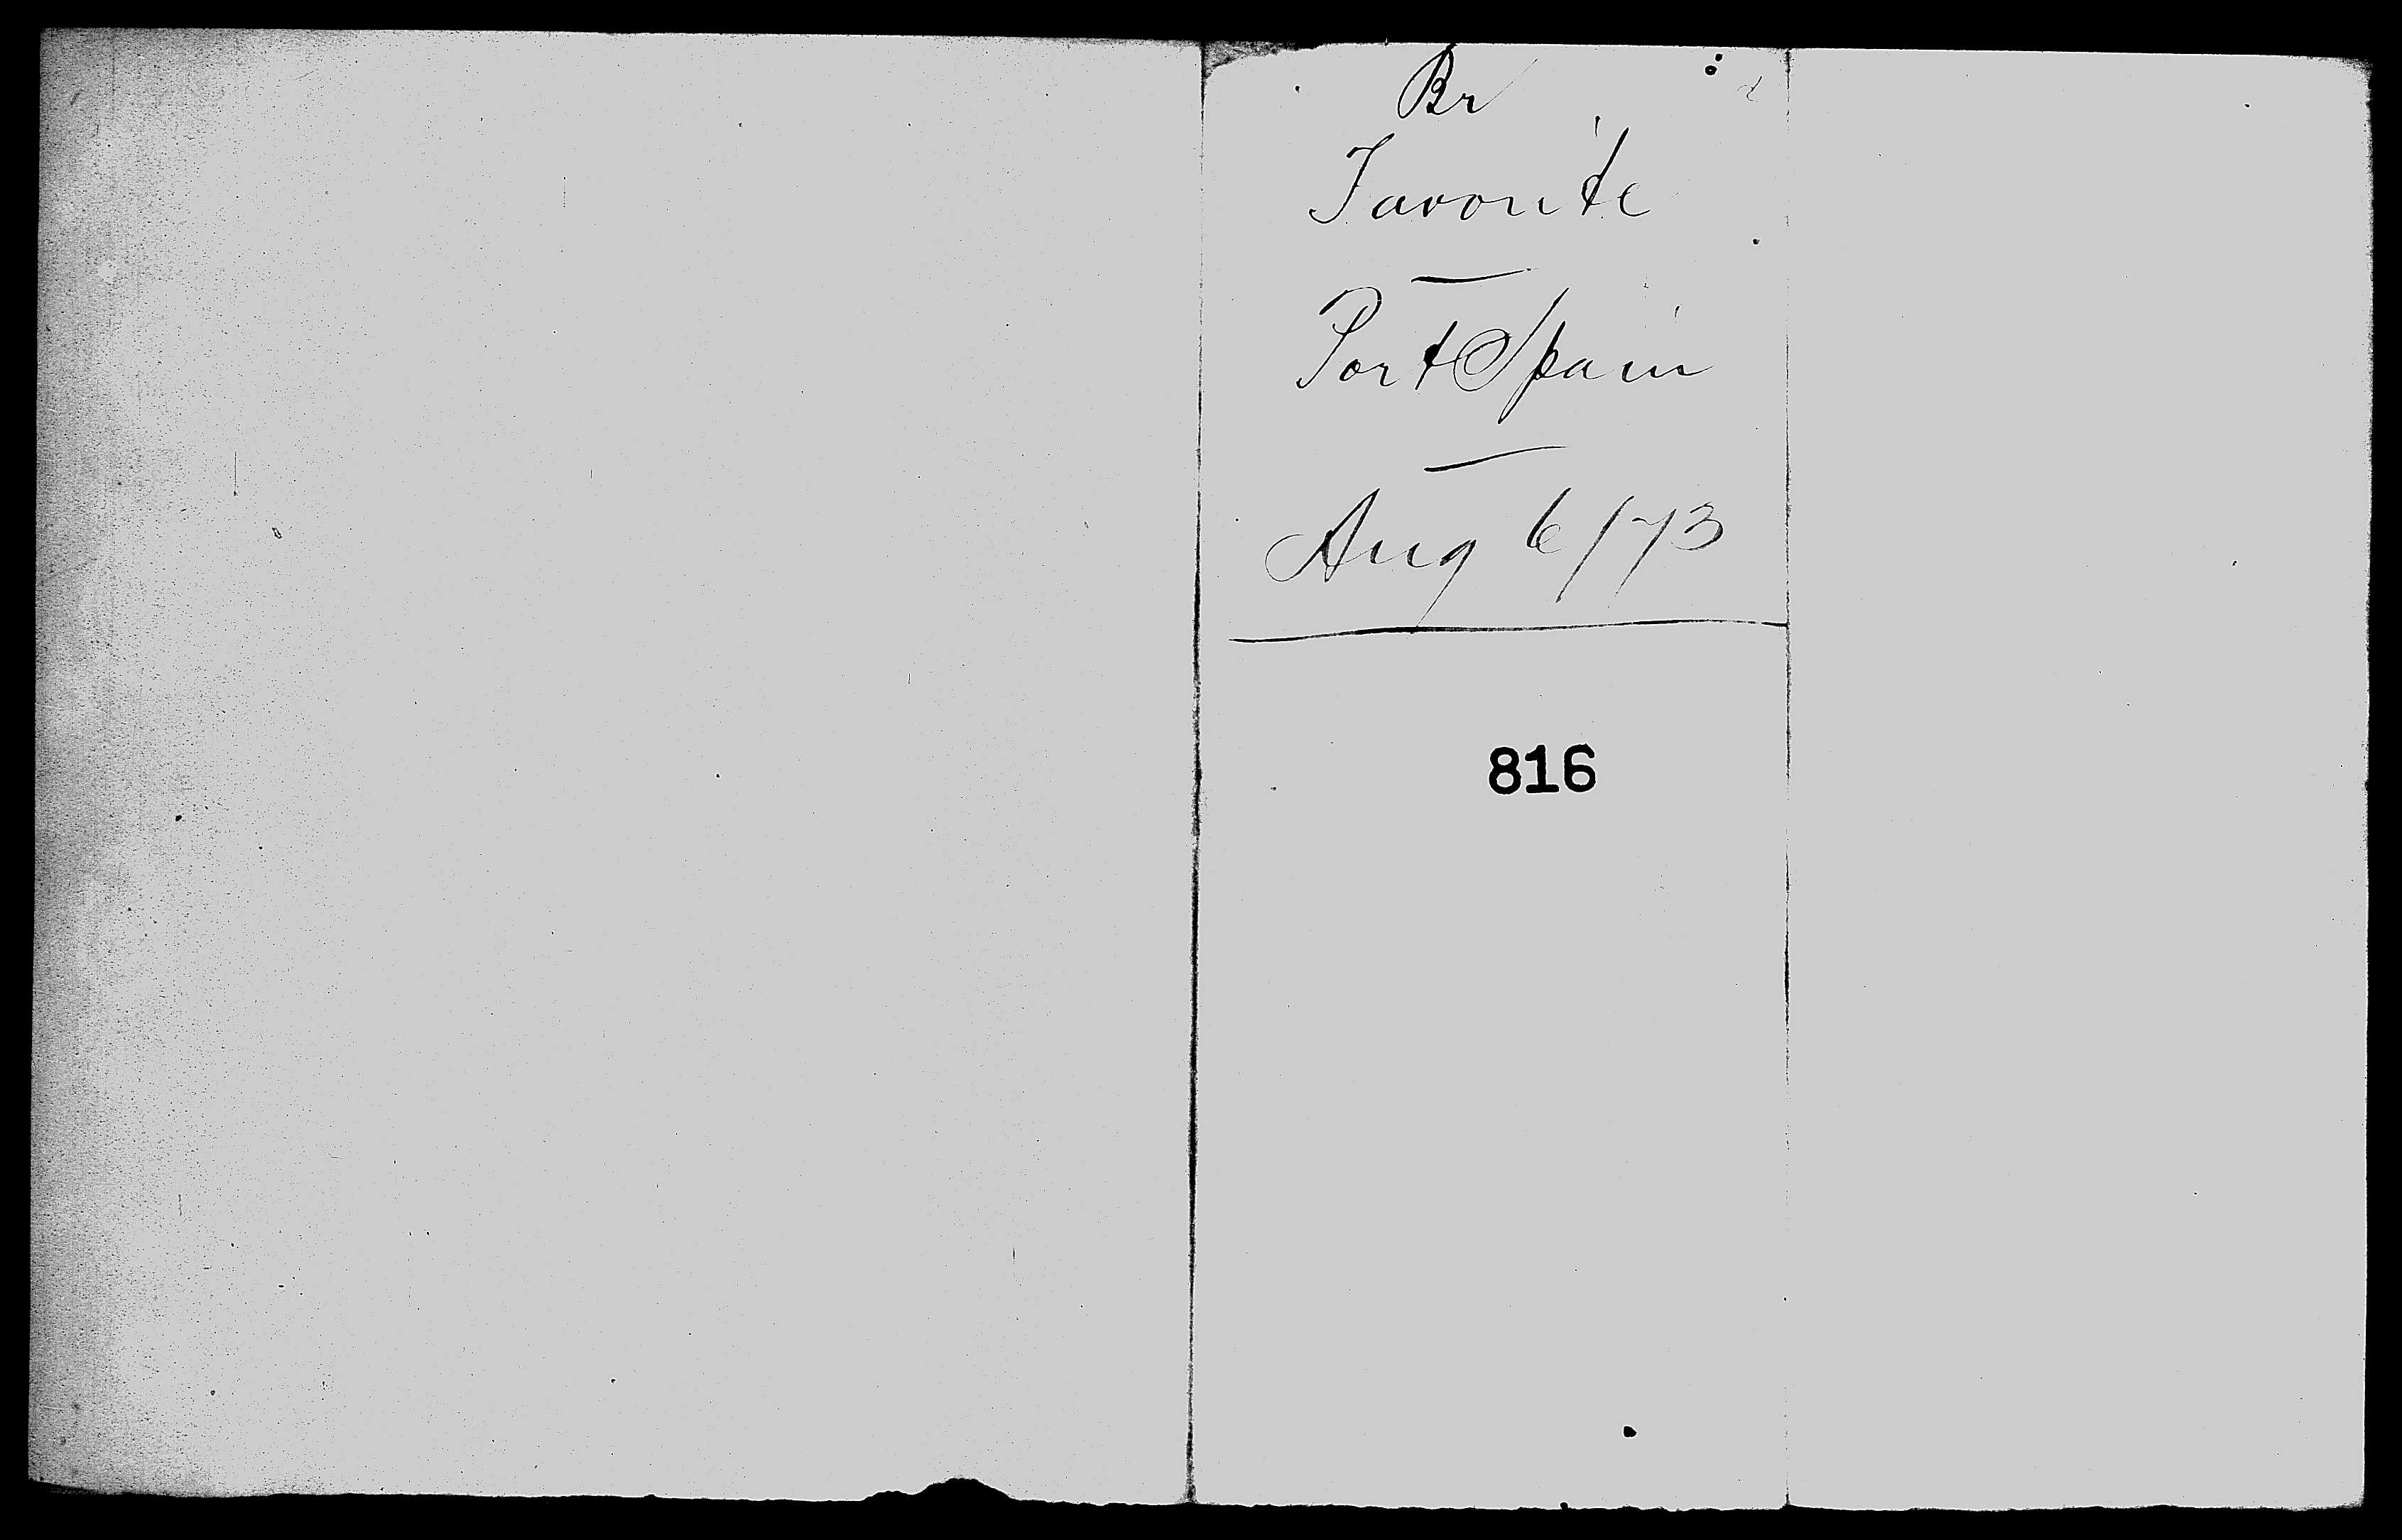 Br
Favorite
Port Spain
Aug 6/73
816